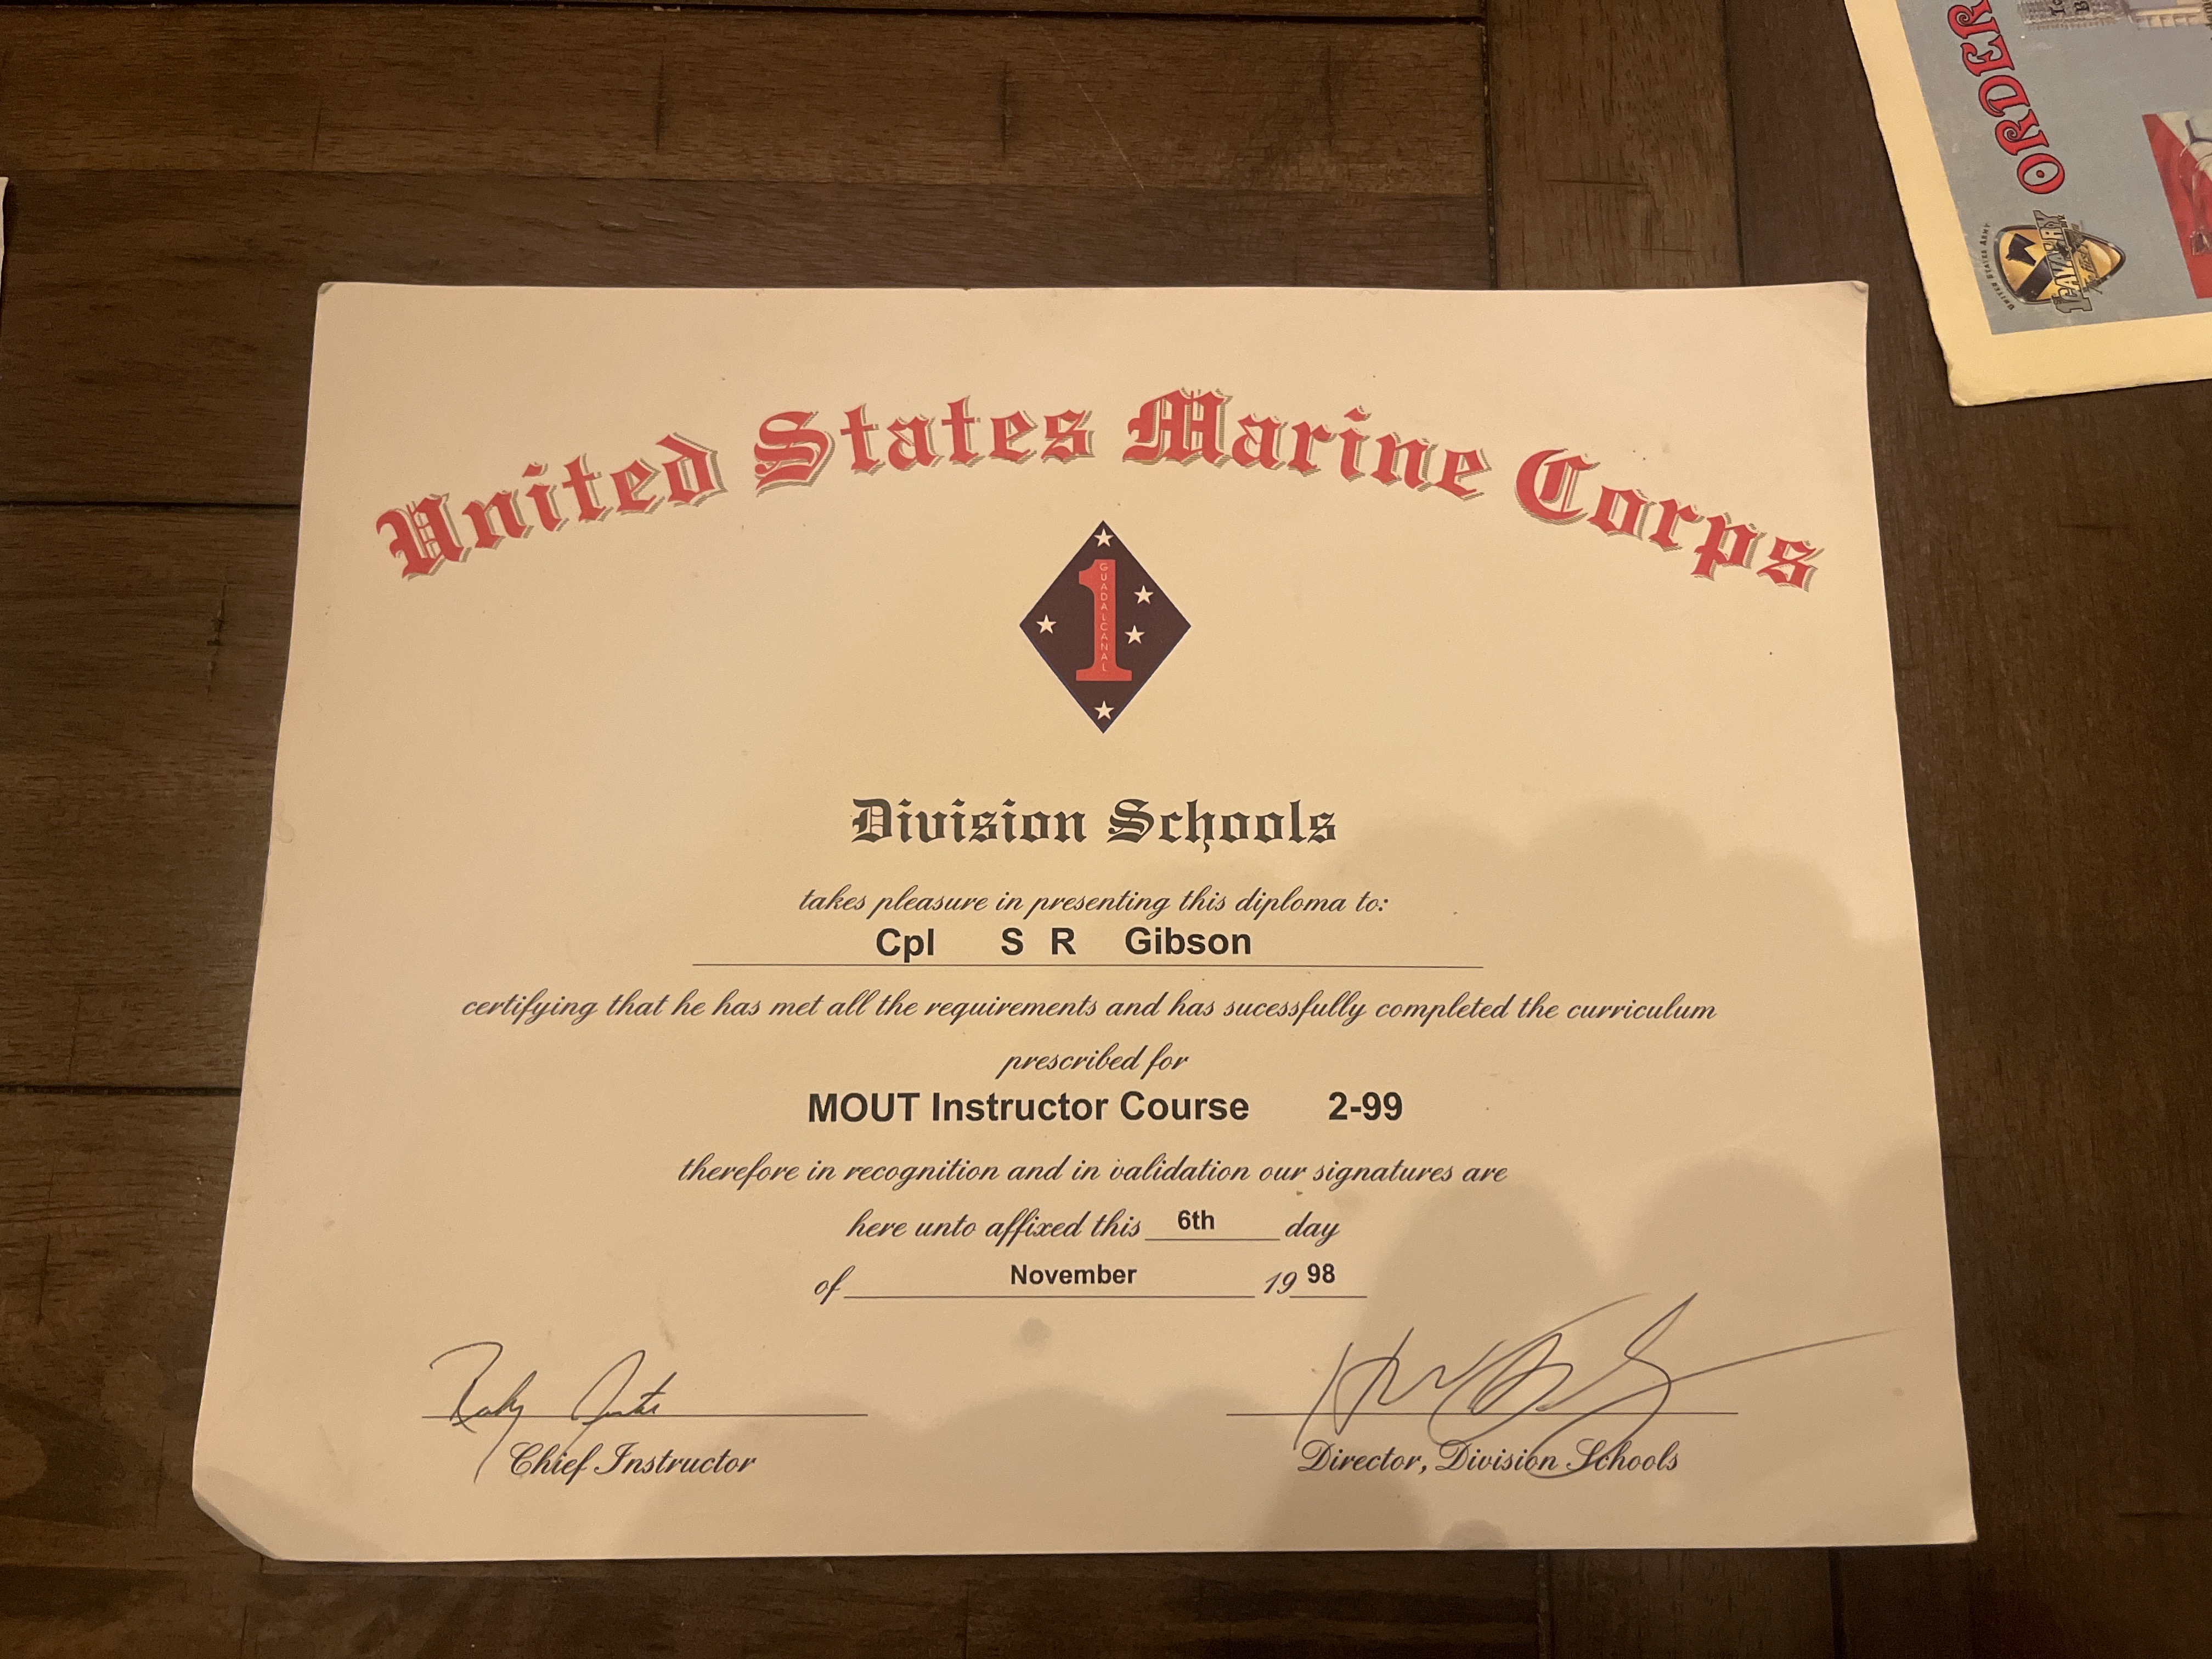 United States Marine Corps
GUADALCANAL
Division Schools
takes pleasure in presenting this diploma to:
Cpl S R Gibson
certifying that he has met all the requirements and has sucessfully completed the curriculum
prescribed for
MOUT Instructor Course 2-99
therefore in recognition and in validation our signatures are
here unto affixed this 6th day
of November 19 98
Chief Instructor
Director, Division Schools
ORDER
UNITED STATES ARMY
1st CAVALRY
The First Team